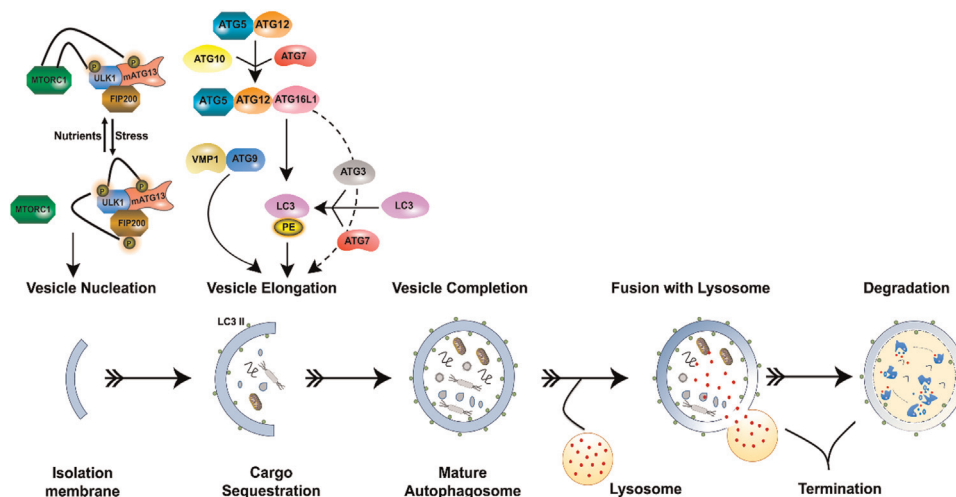 ATG5 ATG12
ATG10 ATG7
MTORC1 P ULK1 P mATG13
FIP200
ATG5 ATG12 ATG16L1
Nutrients Stress
VMP1 ATG9
ATG3
MTORC1 P ULK1 P mATG13
FIP200
P
LC3 LC3
PE
ATG7
Vesicle Nucleation Vesicle Elongation Vesicle Completion Fusion with Lysosome Degradation
LC3 II
Isolation
membrane
Cargo
Sequestration
Mature
Autophagosome
Lysosome
Termination